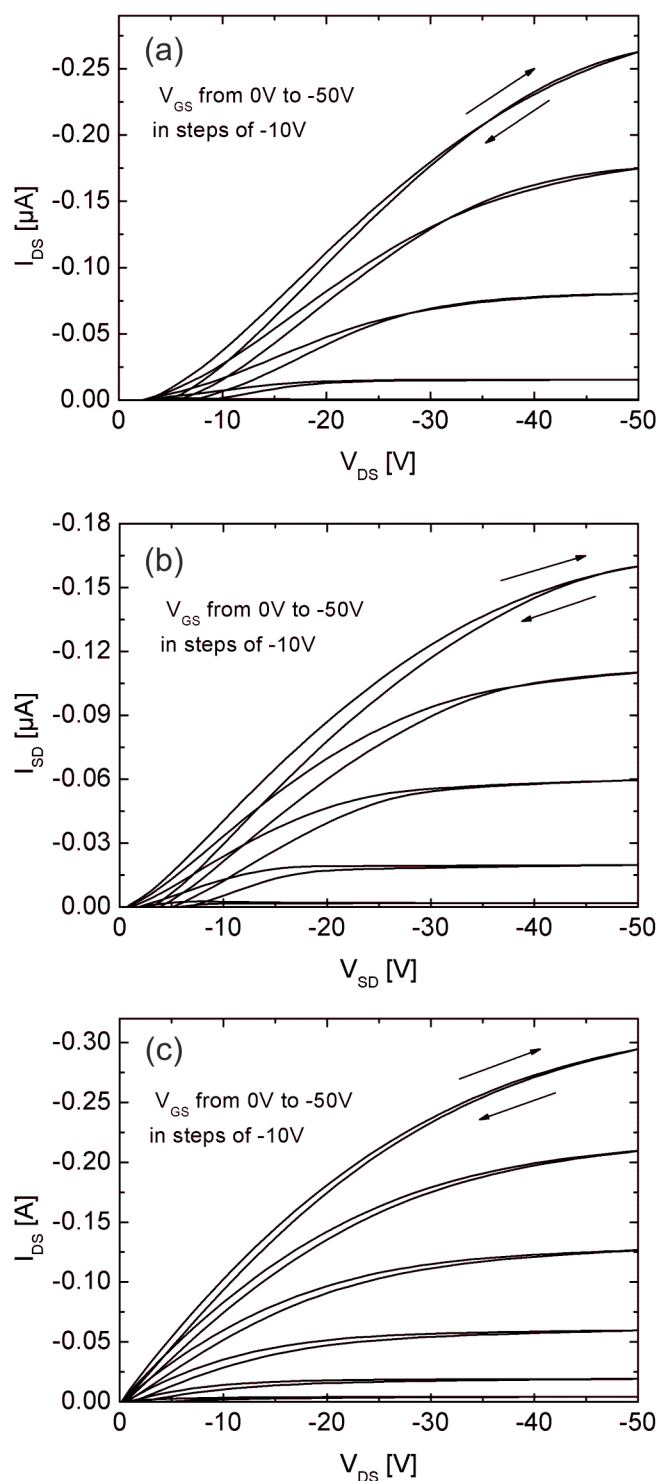 (a)
V_GS from 0V to -50V
in steps of -10V
-0.25
-0.20
-0.15
-0.10
-0.05
0.00
I_DS [µA]
0 -10 -20 -30 -40 -50
V_DS [V]
(b)
V_GS from 0V to -50V
in steps of -10V
-0.18
-0.15
-0.12
-0.09
-0.06
-0.03
0.00
I_SD [µA]
0 -10 -20 -30 -40 -50
V_SD [V]
(c)
V_GS from 0V to -50V
in steps of -10V
-0.30
-0.25
-0.20
-0.15
-0.10
-0.05
0.00
I_DS [A]
0 -10 -20 -30 -40 -50
V_DS [V]